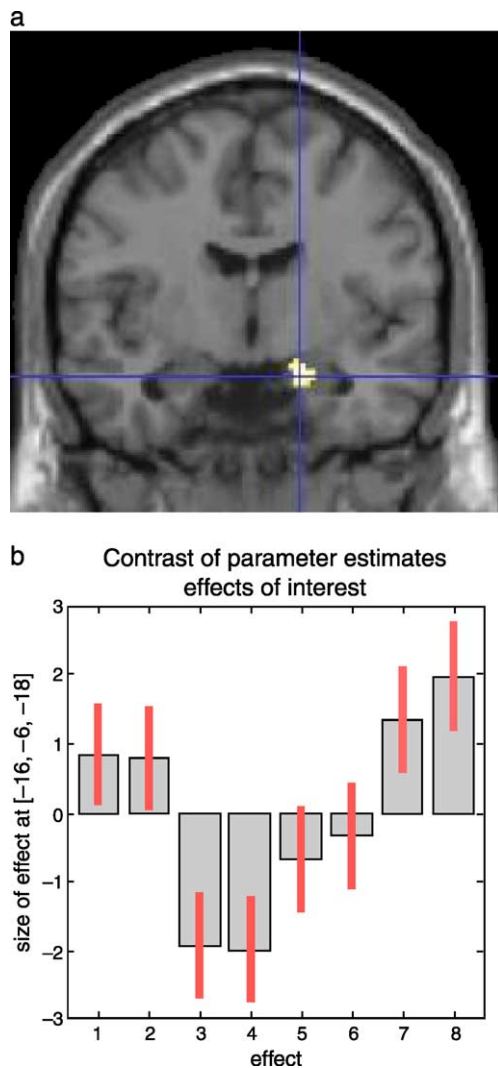 a
b
Contrast of parameter estimates
effects of interest
size of effect at [−16, −6, −18]
3
2
1
0
−1
−2
−3
1 2 3 4 5 6 7 8
effect